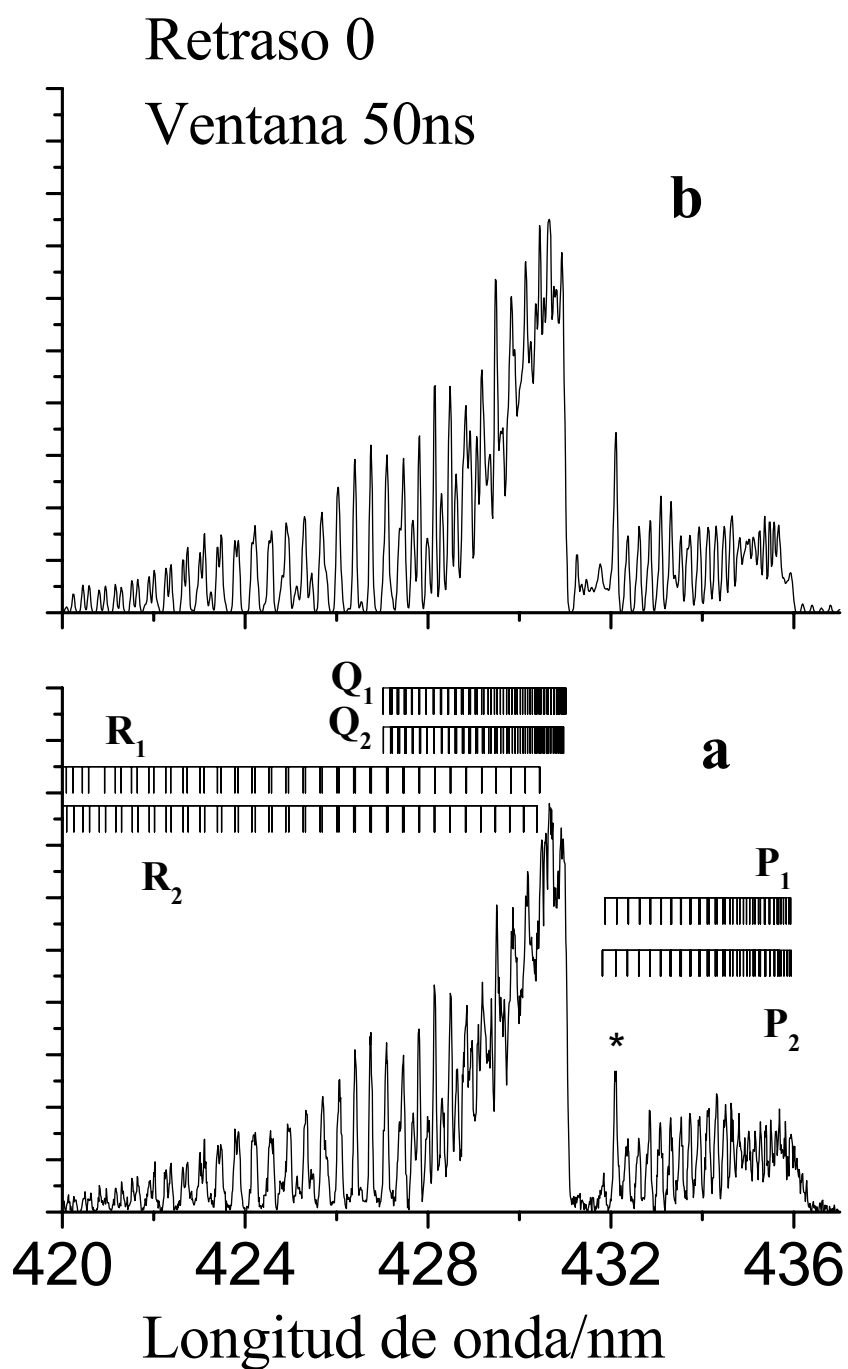 Retraso 0
Ventana 50ns
b
Q1
Q2
R1
a
R2
P1
P2
*
420 424 428 432 436
Longitud de onda/nm